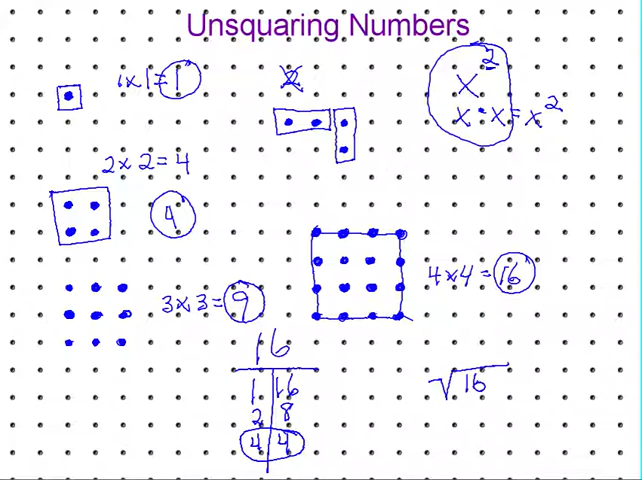 Unsquaring Numbers
1x1=1
2
x²
x·x=x²
2x2=4
4
3x3=9
4x4=16
16
1 16
2 8
4 4
√16